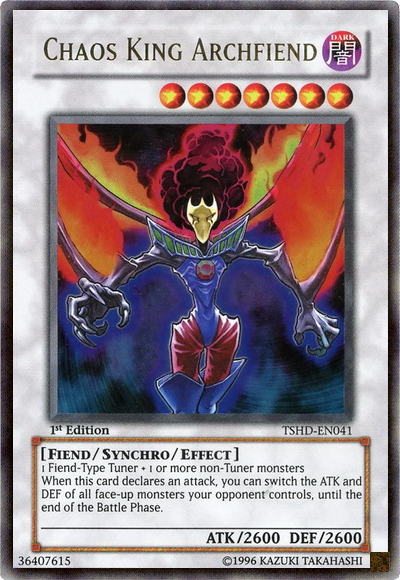 CHAOS KING ARCHFIEND
DARK
闇
1st Edition
TSHD-EN041
[FIEND/SYNCHRO/EFFECT]
1 Fiend-Type Tuner + 1 or more non-Tuner monsters
When this card declares an attack, you can switch the ATK and
DEF of all face-up monsters your opponent controls, until the
end of the Battle Phase.
ATK/2600 DEF/2600
36407615
©1996 KAZUKI TAKAHASHI